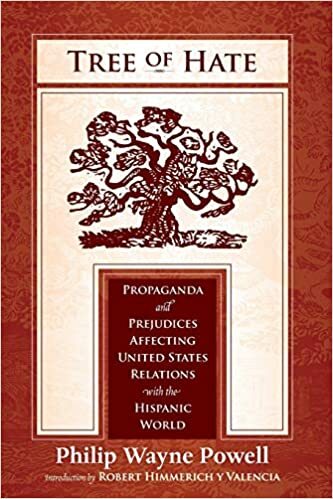 TREE OF HATE
PROPAGANDA
and
PREJUDICES
AFFECTING
UNITED STATES
RELATIONS
with the
HISPANIC
WORLD
PHILIP WAYNE POWELL
Introduction by ROBERT HIMMERICH Y VALENCIA